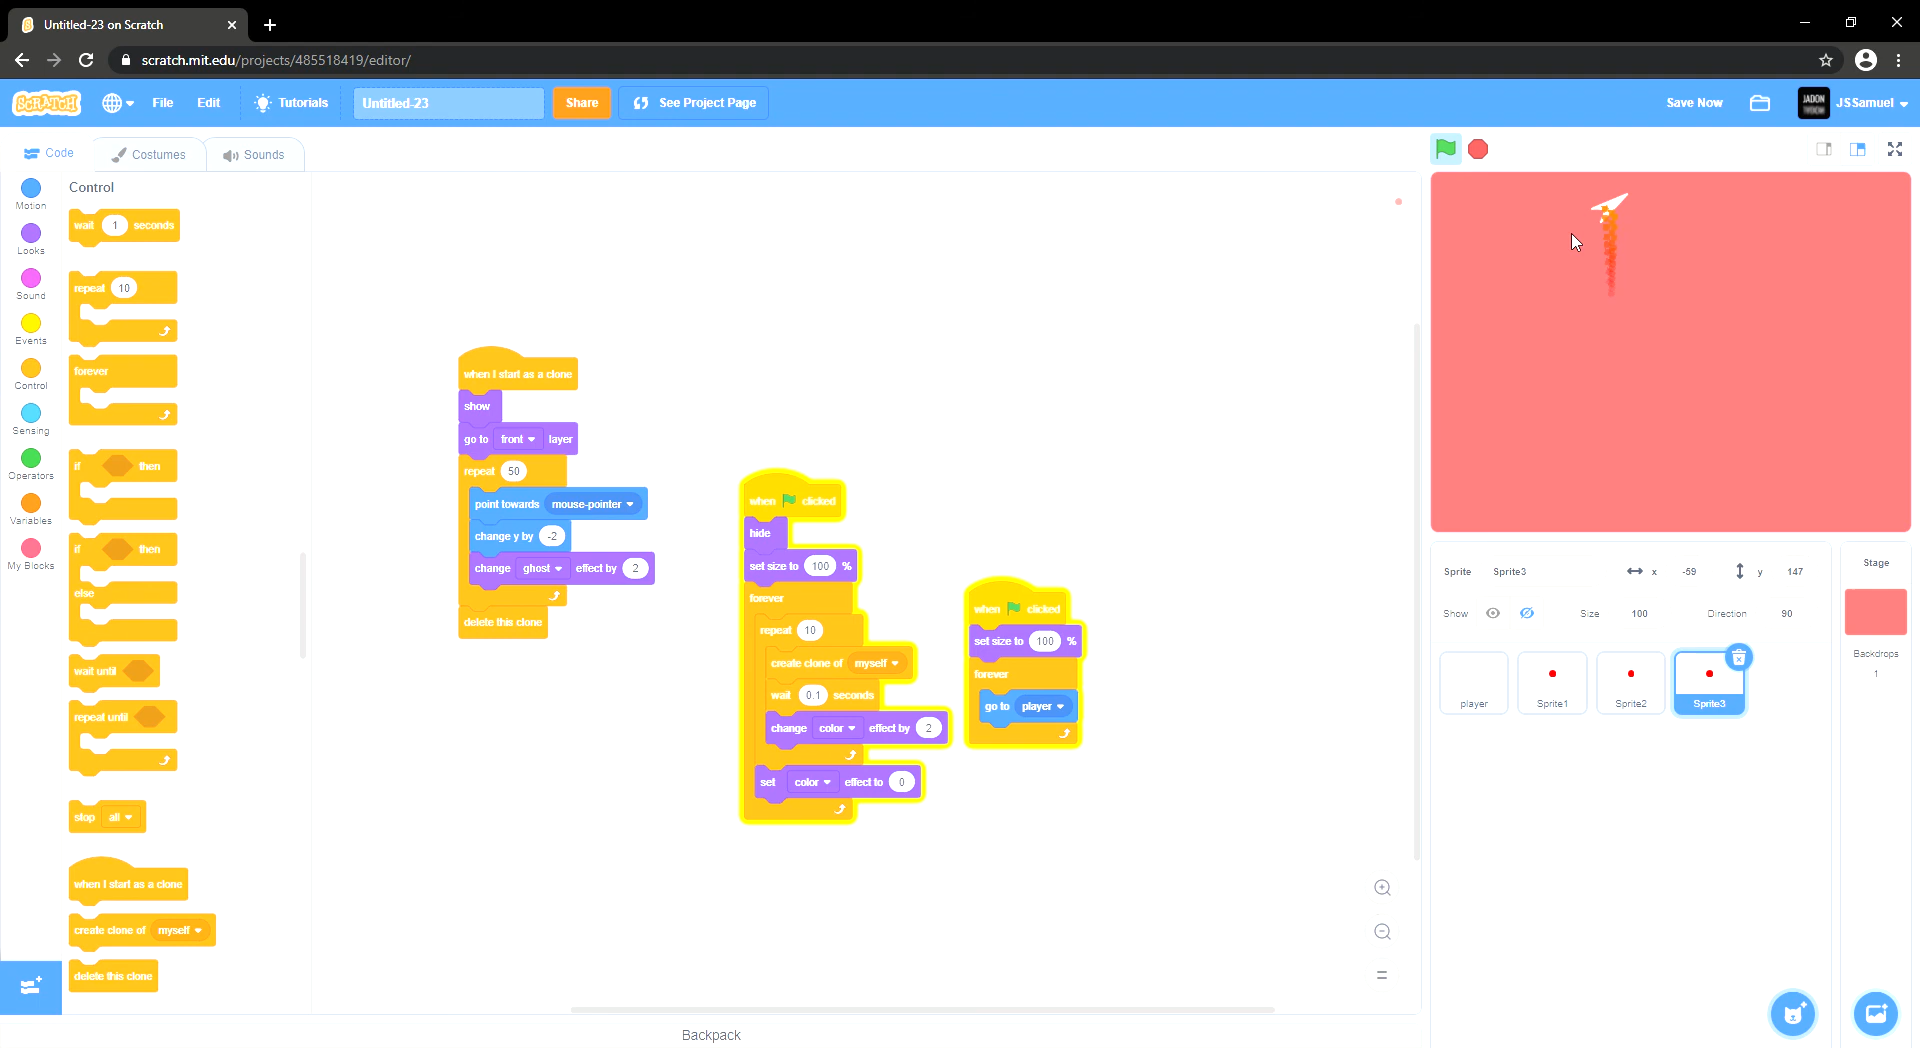 Untitled-23 on Scratch
scratch.mit.edu/projects/485518419/editor/
SCRATCH
File
Edit
Tutorials
Untitled-23
Share
See Project Page
Save Now
JADON
JSSamuel
Code
Costumes
Sounds
Motion
Looks
Sound
Events
Control
Sensing
Operators
Variables
My Blocks
Control
wait 1 seconds
repeat 10
forever
if then
if then
else
wait until
repeat until
stop all
when I start as a clone
create clone of myself
delete this clone
when I start as a clone
show
go to front layer
repeat 50
point towards mouse-pointer
change y by -2
change ghost effect by 2
delete this clone
when clicked
hide
set size to 100 %
forever
repeat 10
create clone of myself
wait 0.1 seconds
change color effect by 2
set color effect to 0
when clicked
set size to 100 %
forever
go to player
Backpack
Sprite Sprite3 x -59 y 147
Show Size 100 Direction 90
player
Sprite1
Sprite2
Sprite3
Stage
Backdrops
1